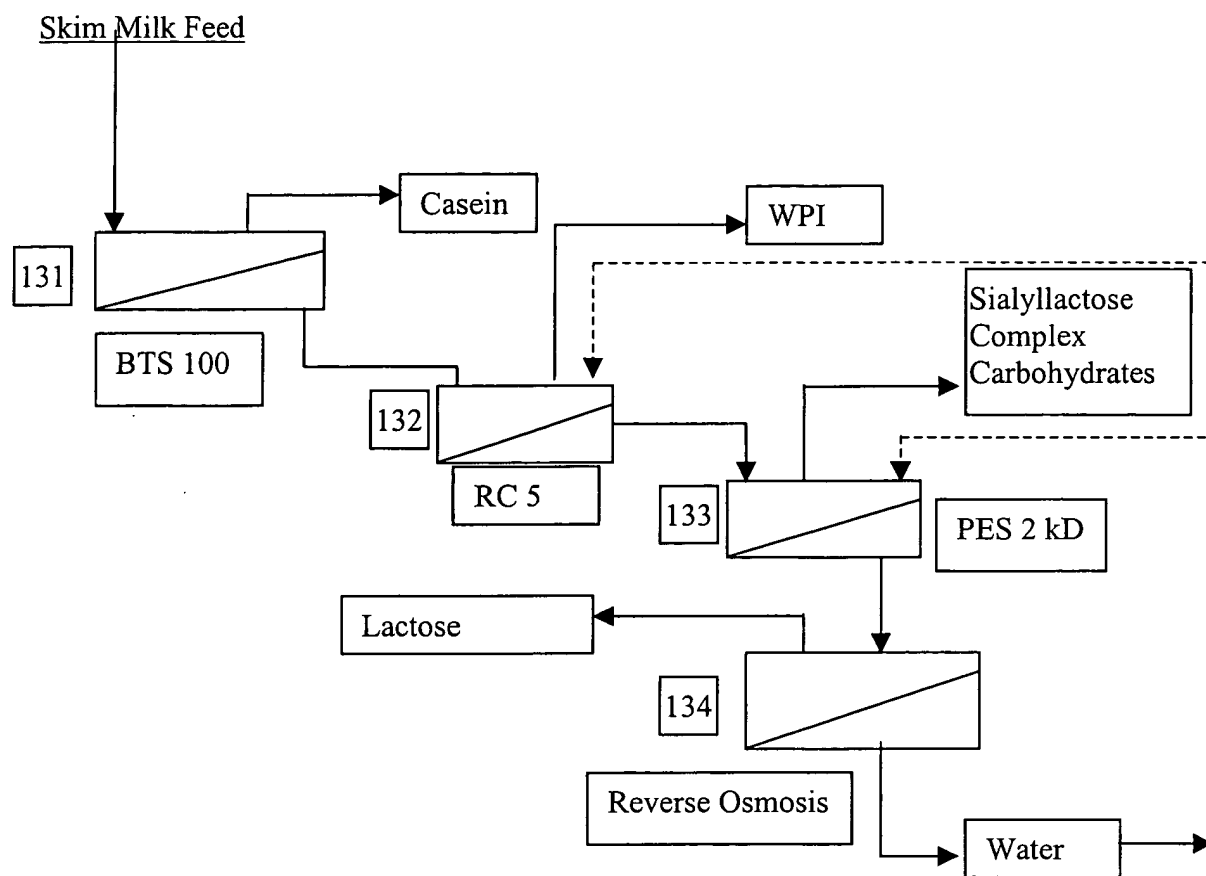 Skim Milk Feed
Casein
WPI
131
Sialyllactose
Complex
Carbohydrates
BTS 100
132
RC 5
133
PES 2 kD
Lactose
134
Reverse Osmosis
Water